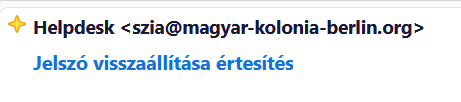 Helpdesk <szia@magyar-kolonia-berlin.org>
Jelszó visszaállítása értesítés